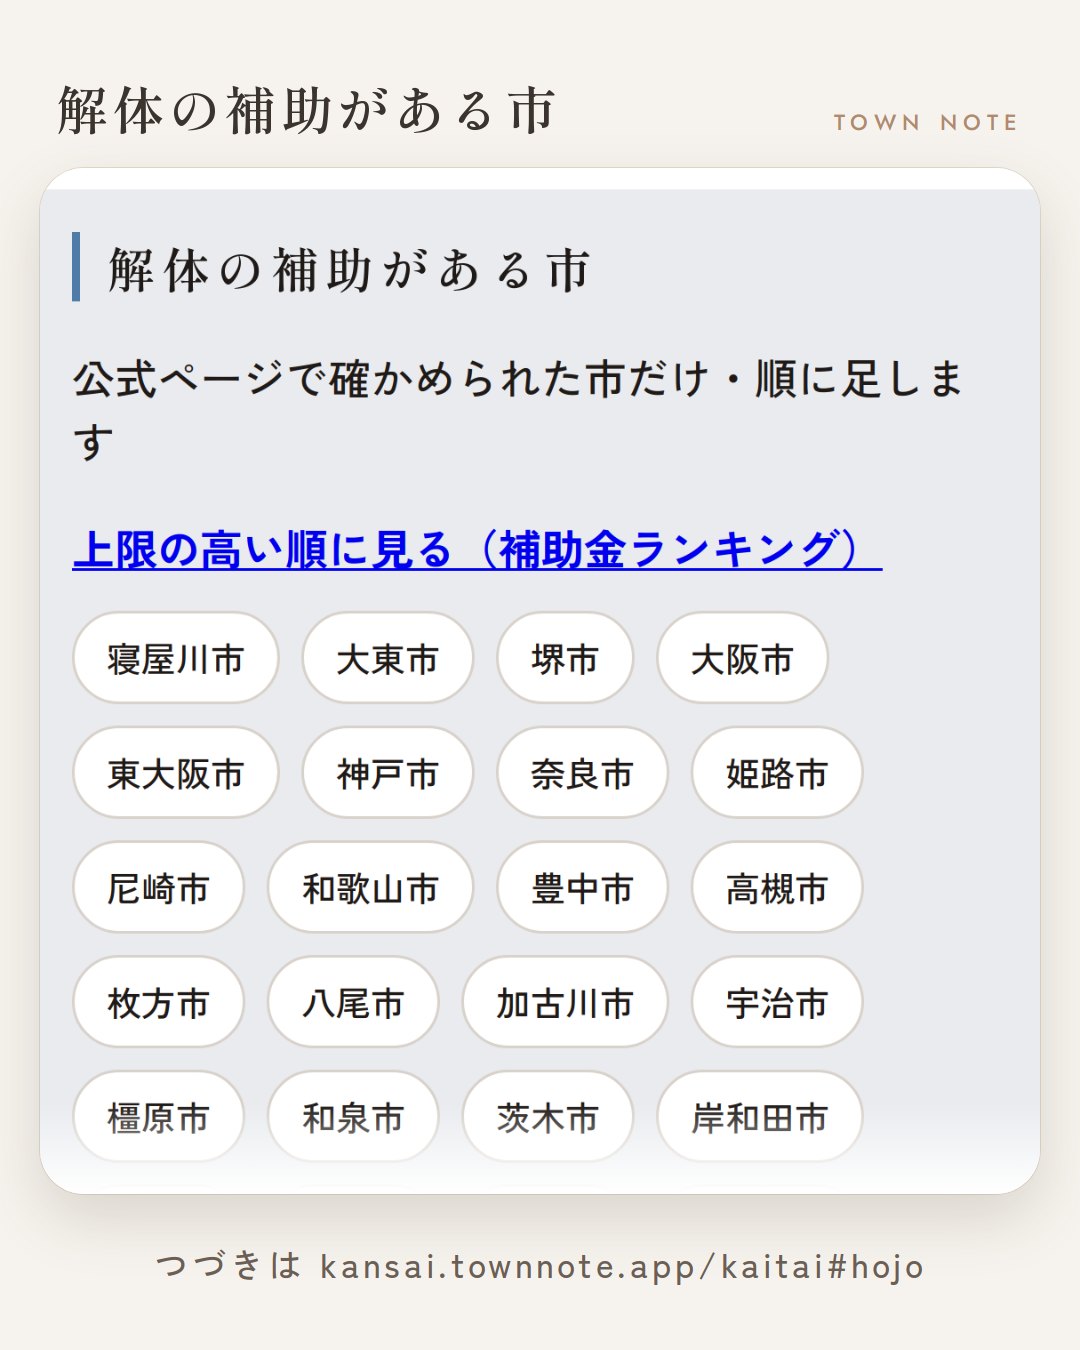 解体の補助がある市
TOWN NOTE
解体の補助がある市
公式ページで確かめられた市だけ・順に足しま
す
上限の高い順に見る（補助金ランキング）
寝屋川市 大東市 堺市 大阪市
東大阪市 神戸市 奈良市 姫路市
尼崎市 和歌山市 豊中市 高槻市
枚方市 八尾市 加古川市 宇治市
橿原市 和泉市 茨木市 岸和田市
つづきは kansai.townnote.app/kaitai#hojo